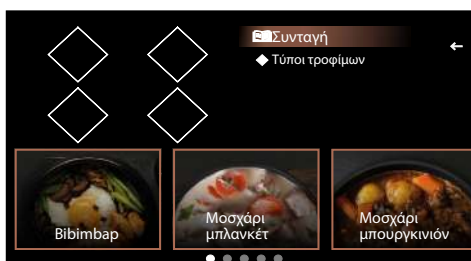 Συνταγή
Τύποι τροφίμων
Bibimbap
Μοσχάρι
μπλανκέτ
Μοσχάρι
μπουργκινιόν